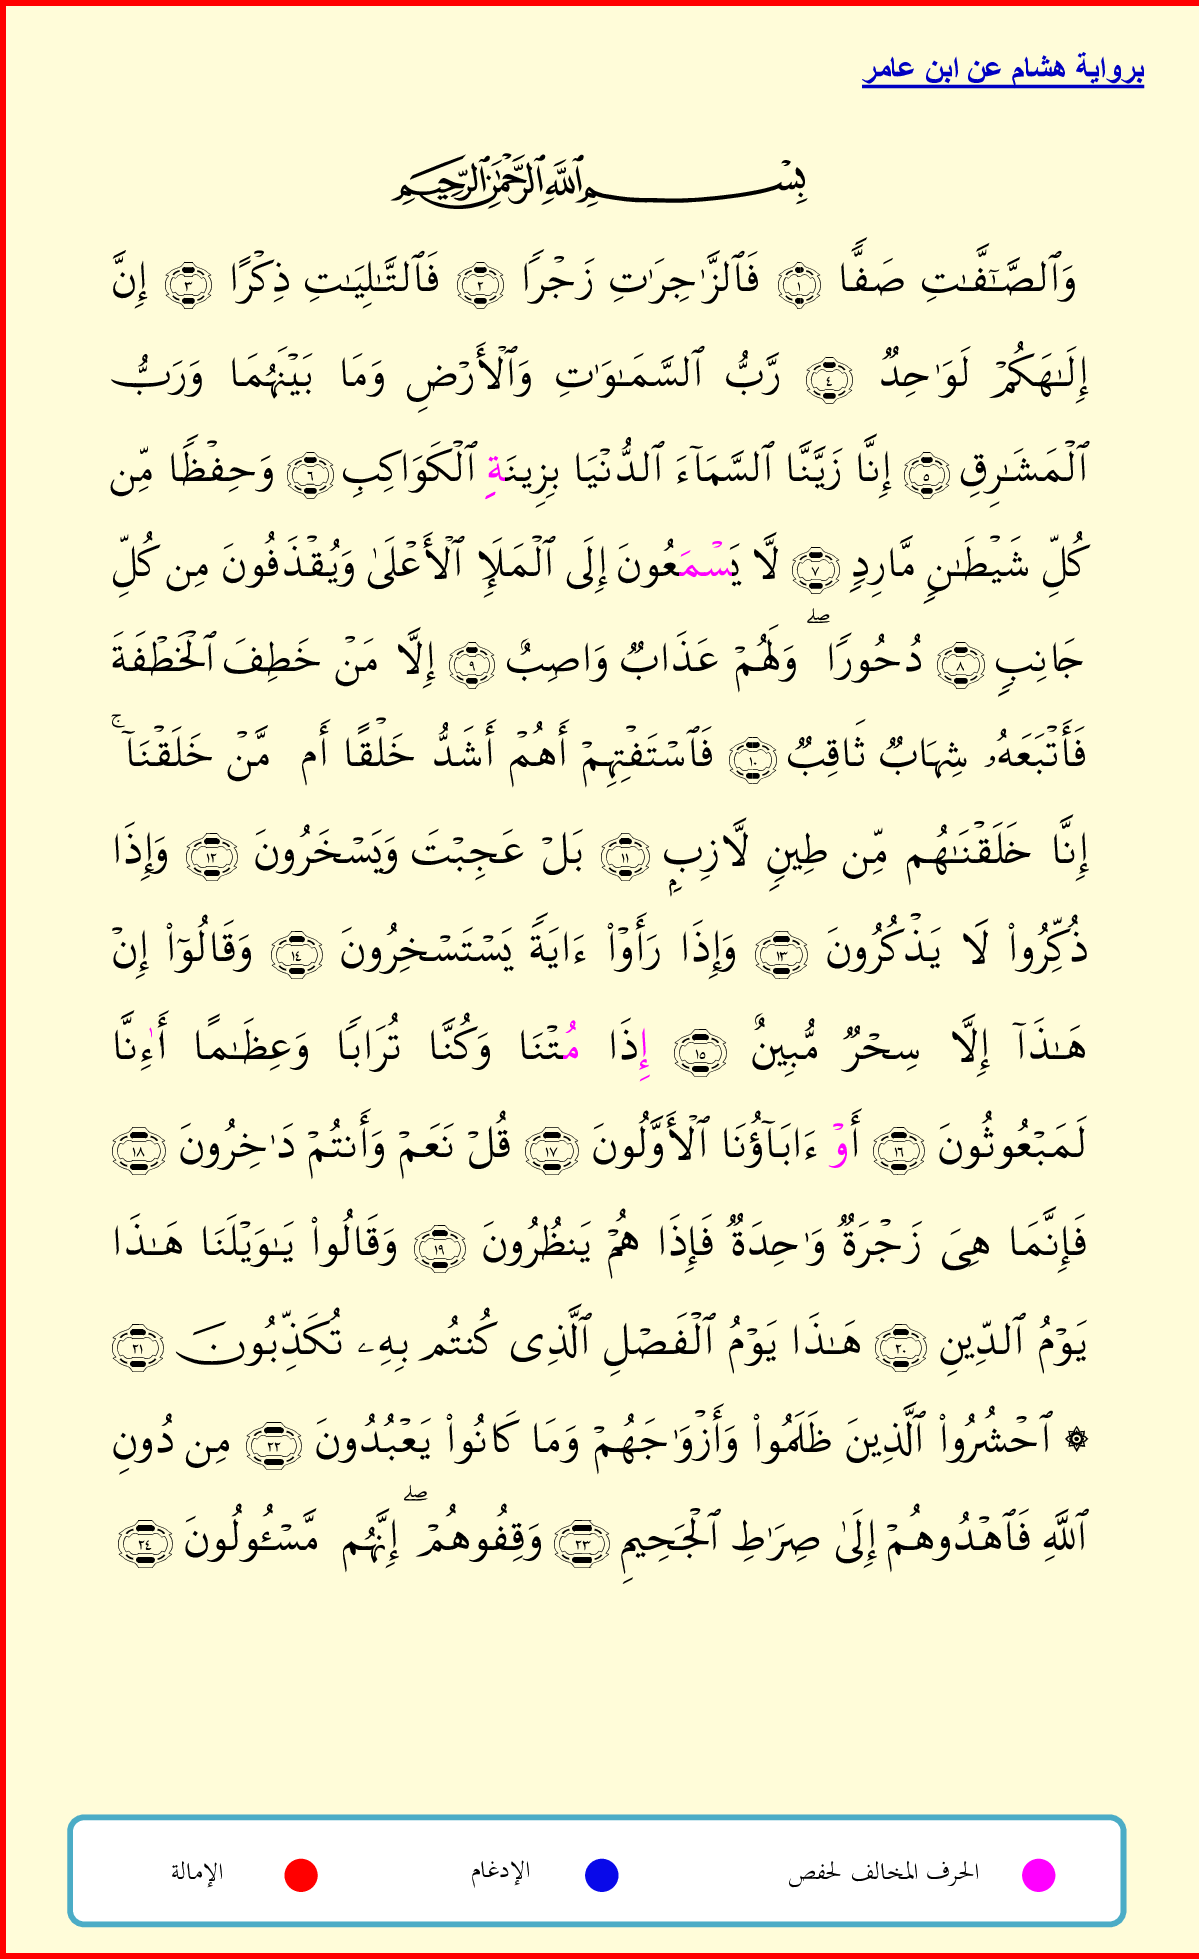 برواية هشام عن ابن عامر
بِسْمِ ٱللَّهِ ٱلرَّحْمَٰنِ ٱلرَّحِيمِ
وَٱلصَّٰٓفَّٰتِ صَفًّا ١ فَٱلزَّٰجِرَٰتِ زَجْرًا ٢ فَٱلتَّٰلِيَٰتِ ذِكْرًا ٣ إِنَّ
إِلَٰهَكُمْ لَوَٰحِدٌ ٤ رَّبُّ ٱلسَّمَٰوَٰتِ وَٱلْأَرْضِ وَمَا بَيْنَهُمَا وَرَبُّ
ٱلْمَشَٰرِقِ ٥ إِنَّا زَيَّنَّا ٱلسَّمَآءَ ٱلدُّنْيَا بِزِينَةِ ٱلْكَوَاكِبِ ٦ وَحِفْظًا مِّن
كُلِّ شَيْطَٰنٍ مَّارِدٍ ٧ لَّا يَسْمَعُونَ إِلَى ٱلْمَلَإِ ٱلْأَعْلَىٰ وَيُقْذَفُونَ مِن كُلِّ
جَانِبٍ ٨ دُحُورًا ۖ وَلَهُمْ عَذَابٌ وَاصِبٌ ٩ إِلَّا مَنْ خَطِفَ ٱلْخَطْفَةَ
فَأَتْبَعَهُۥ شِهَابٌ ثَاقِبٌ ١٠ فَٱسْتَفْتِهِمْ أَهُمْ أَشَدُّ خَلْقًا أَم مَّنْ خَلَقْنَآ ۚ
إِنَّا خَلَقْنَٰهُم مِّن طِينٍ لَّازِبٍۭ ١١ بَلْ عَجِبْتَ وَيَسْخَرُونَ ١٢ وَإِذَا
ذُكِّرُوا۟ لَا يَذْكُرُونَ ١٣ وَإِذَا رَأَوْا۟ ءَايَةً يَسْتَسْخِرُونَ ١٤ وَقَالُوٓا۟ إِنْ
هَٰذَآ إِلَّا سِحْرٌ مُّبِينٌ ١٥ إِذَا مُتْنَا وَكُنَّا تُرَابًا وَعِظَٰمًا أَٰءِنَّا
لَمَبْعُوثُونَ ١٦ أَوْ ءَابَآؤُنَا ٱلْأَوَّلُونَ ١٧ قُلْ نَعَمْ وَأَنتُمْ دَٰخِرُونَ ١٨
فَإِنَّمَا هِىَ زَجْرَةٌ وَٰحِدَةٌ فَإِذَا هُمْ يَنظُرُونَ ١٩ وَقَالُوا۟ يَٰوَيْلَنَا هَٰذَا
يَوْمُ ٱلدِّينِ ٢٠ هَٰذَا يَوْمُ ٱلْفَصْلِ ٱلَّذِى كُنتُم بِهِۦ تُكَذِّبُونَ ٢١
۞ ٱحْشُرُوا۟ ٱلَّذِينَ ظَلَمُوا۟ وَأَزْوَٰجَهُمْ وَمَا كَانُوا۟ يَعْبُدُونَ ٢٢ مِن دُونِ
ٱللَّهِ فَٱهْدُوهُمْ إِلَىٰ صِرَٰطِ ٱلْجَحِيمِ ٢٣ وَقِفُوهُمْ ۖ إِنَّهُم مَّسْـُٔولُونَ ٢٤
الحرف المخالف لحفص الإدغام الإمالة